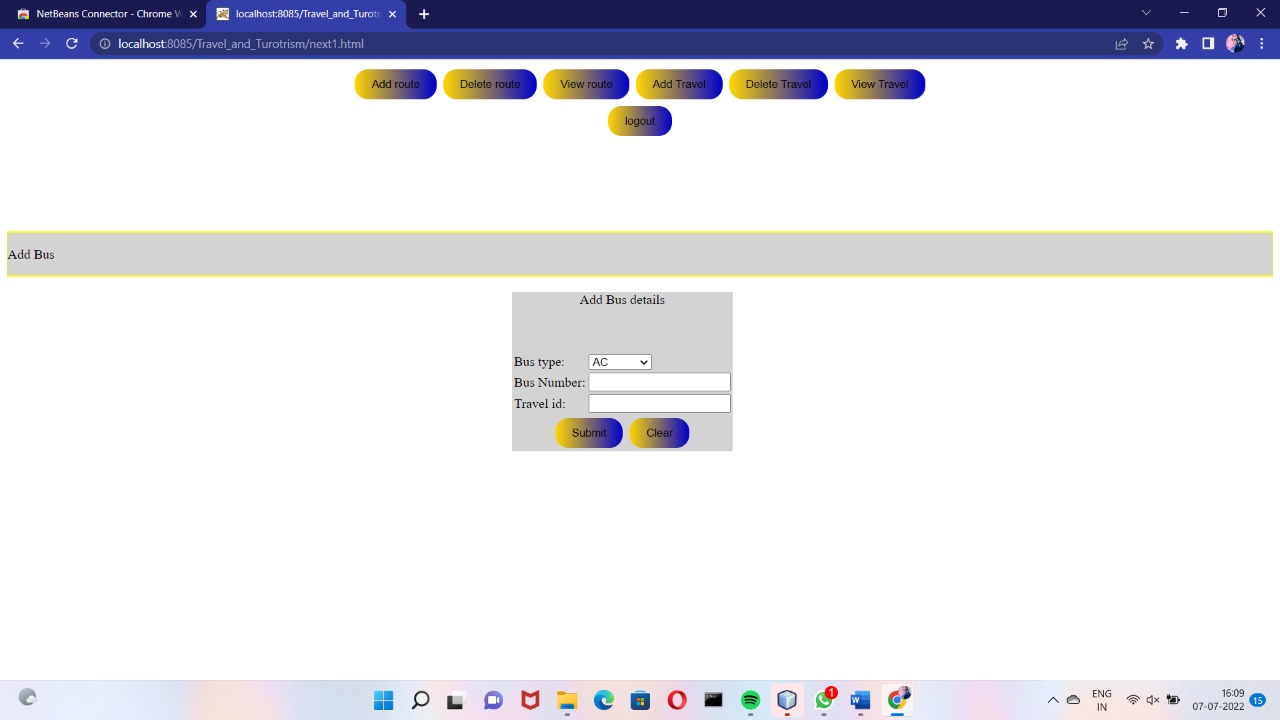 NetBeans Connector - Chrome W
localhost:8085/Travel_and_Turotri
localhost:8085/Travel_and_Turotrism/next1.html
Add route Delete route View route Add Travel Delete Travel View Travel
logout
Add Bus
Add Bus details
Bus type: AC
Bus Number:
Travel id:
Submit Clear
1
ENG
IN
16:09
07-07-2022
15